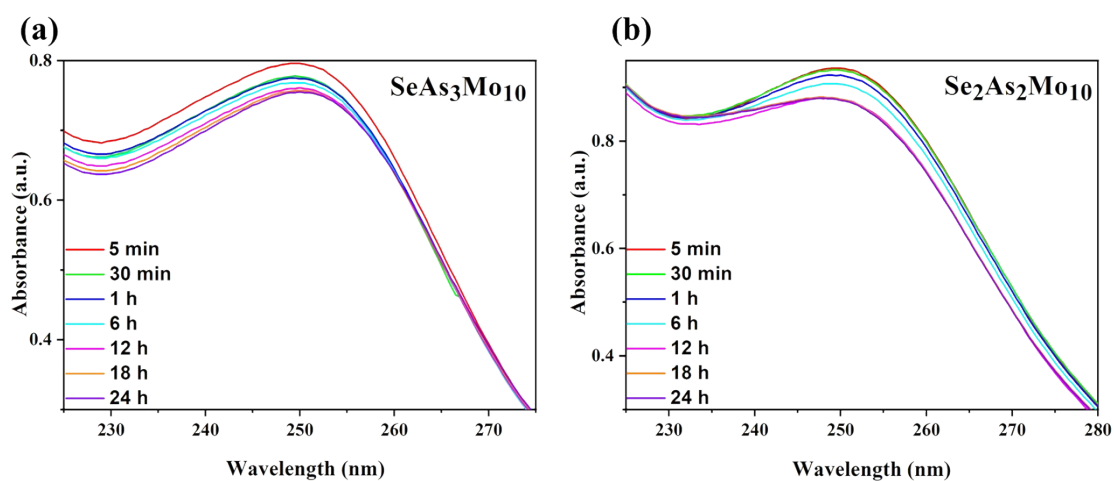 (a)
SeAs3Mo10
0.8
0.6
0.4
Absorbance (a.u.)
5 min
30 min
1 h
6 h
12 h
18 h
24 h
230
240
250
260
270
Wavelength (nm)
(b)
Se2As2Mo10
0.8
0.6
0.4
Absorbance (a.u.)
5 min
30 min
1 h
6 h
12 h
18 h
24 h
230
240
250
260
270
280
Wavelength (nm)